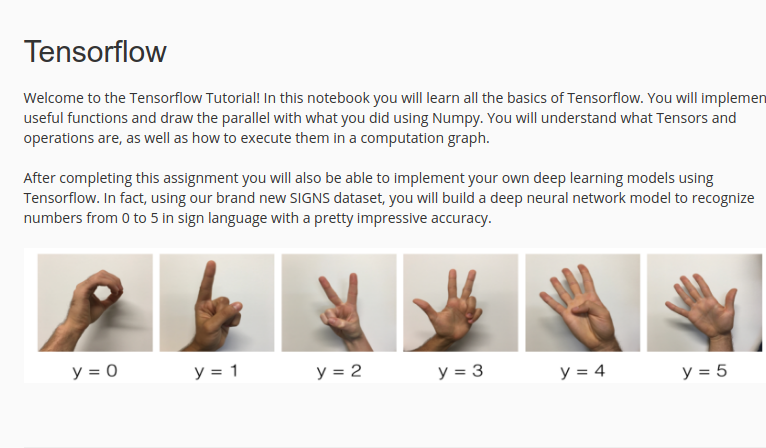 Tensorflow
Welcome to the Tensorflow Tutorial! In this notebook you will learn all the basics of Tensorflow. You will implemen
useful functions and draw the parallel with what you did using Numpy. You will understand what Tensors and
operations are, as well as how to execute them in a computation graph.
After completing this assignment you will also be able to implement your own deep learning models using
Tensorflow. In fact, using our brand new SIGNS dataset, you will build a deep neural network model to recognize
numbers from 0 to 5 in sign language with a pretty impressive accuracy.
y = 0 y = 1 y = 2 y = 3 y = 4 y = 5